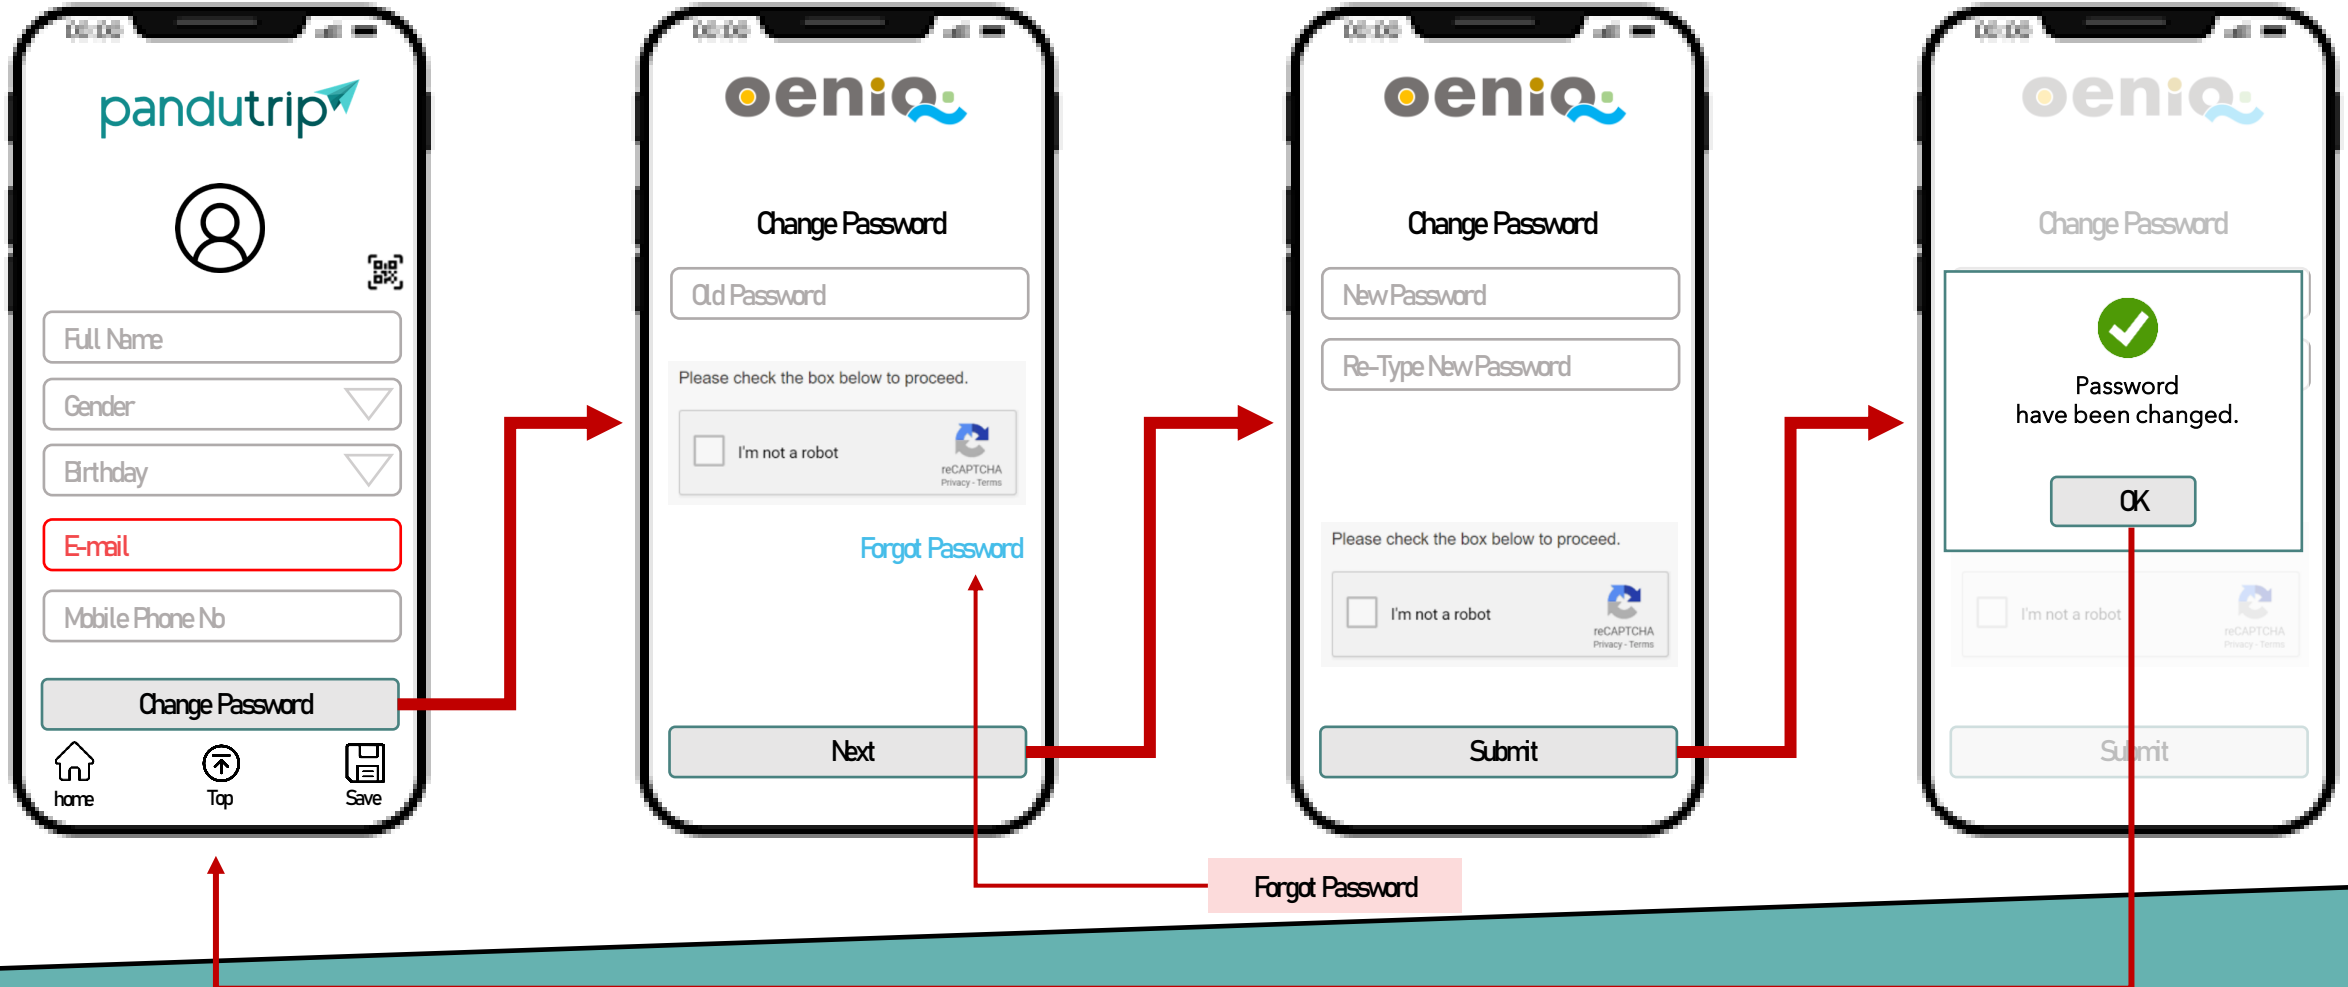 00:00
pandutrip
Full Name
Gender
Birthday
E-mail
Mobile Phone No
Change Password
home
Top
Save
00:00
oeniq
Change Password
Old Password
Please check the box below to proceed.
I'm not a robot
reCAPTCHA
Privacy - Terms
Forgot Password
Next
00:00
oeniq
Change Password
New Password
Re-Type New Password
Please check the box below to proceed.
I'm not a robot
reCAPTCHA
Privacy - Terms
Submit
00:00
oeniq
Change Password
Password
have been changed.
OK
I'm not a robot
reCAPTCHA
Privacy - Terms
Submit
Forgot Password